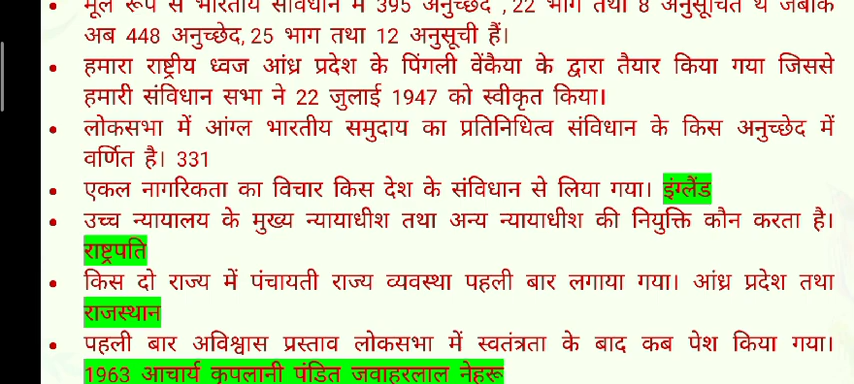 मूल रूप से भारतीय संविधान में 395 अनुच्छेद ,22 भाग तथा 8 अनुसूचित थे जबकि
अब 448 अनुच्छेद, 25 भाग तथा 12 अनुसूची हैं।
हमारा राष्ट्रीय ध्वज आंध्र प्रदेश के पिंगली वेंकैया के द्वारा तैयार किया गया जिससे
हमारी संविधान सभा ने 22 जुलाई 1947 को स्वीकृत किया।
लोकसभा में आंग्ल भारतीय समुदाय का प्रतिनिधित्व संविधान के किस अनुच्छेद में
वर्णित है। 331
एकल नागरिकता का विचार किस देश के संविधान से लिया गया। इंग्लैंड
उच्च न्यायालय के मुख्य न्यायाधीश तथा अन्य न्यायाधीश की नियुक्ति कौन करता है।
राष्ट्रपति
किस दो राज्य में पंचायती राज्य व्यवस्था पहली बार लगाया गया। आंध्र प्रदेश तथा
राजस्थान
पहली बार अविश्वास प्रस्ताव लोकसभा में स्वतंत्रता के बाद कब पेश किया गया।
1963 आचार्य कृपलानी पंडित जवाहरलाल नेहरू